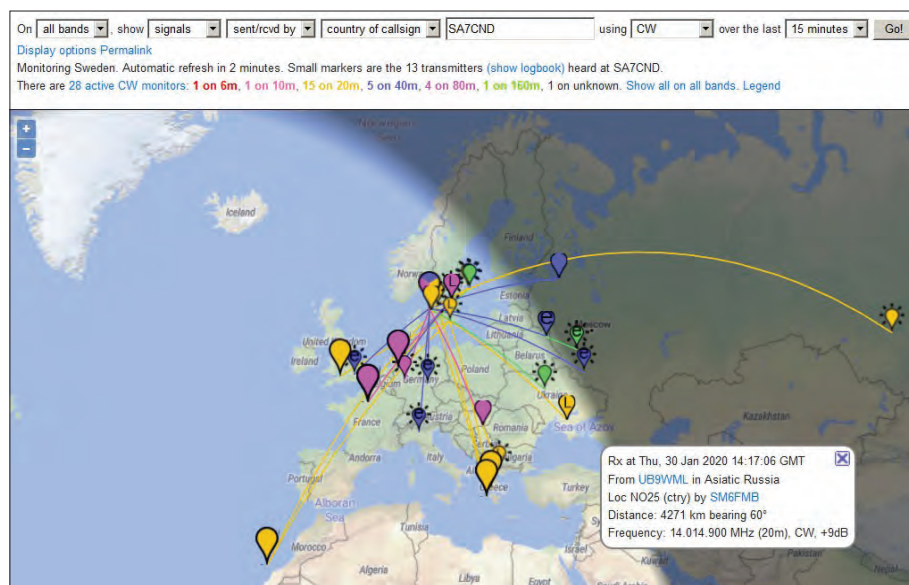 On all bands , show signals sent/rcvd by country of callsign SA7CND using CW over the last 15 minutes Go!
Display options Permalink
Monitoring Sweden. Automatic refresh in 2 minutes. Small markers are the 13 transmitters (show logbook) heard at SA7CND.
There are 28 active CW monitors: 1 on 6m, 1 on 10m, 15 on 20m, 5 on 40m, 4 on 80m, 1 on 160m, 1 on unknown. Show all on all bands. Legend
+
−
Norwegian
Iceland
Finland
Norway
L
Estonia
L
Latvia
e
Moscow
Lithuania
e
United Kingdom
Ireland
e
Belarus
e
Poland
Germany
Ukraine
L
Kazakhstan
France
e
Austria
Romania
Sea of Azov
Andorra
Italy
Bulgaria
Portugal
Greece
Turkey
Alboran
Sea
Tunisia
Morocco
Algeria
Libya
Egypt
Israel
Kuwait
Pakistan
Nepal
Rx at Thu, 30 Jan 2020 14:17:06 GMT
From UB9WML in Asiatic Russia
Loc NO25 (ctry) by SM6FMB
Distance: 4271 km bearing 60°
Frequency: 14.014.900 MHz (20m), CW, +9dB